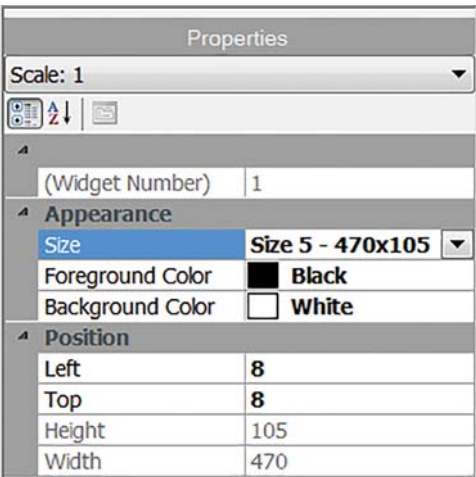 Properties
Scale: 1
A Z
(Widget Number) 1
Appearance
Size Size 5 - 470x105
Foreground Color Black
Background Color White
Position
Left 8
Top 8
Height 105
Width 470